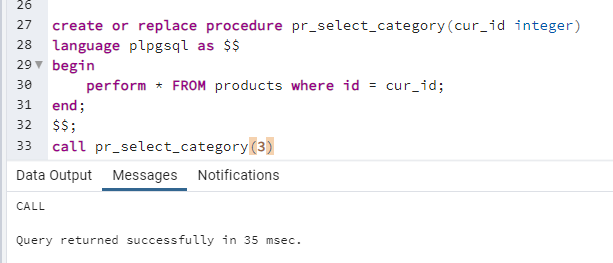 26
27 create or replace procedure pr_select_category(cur_id integer)
28 language plpgsql as $$
29 begin
30 perform * FROM products where id = cur_id;
31 end;
32 $$;
33 call pr_select_category(3)
Data Output Messages Notifications
CALL
Query returned successfully in 35 msec.